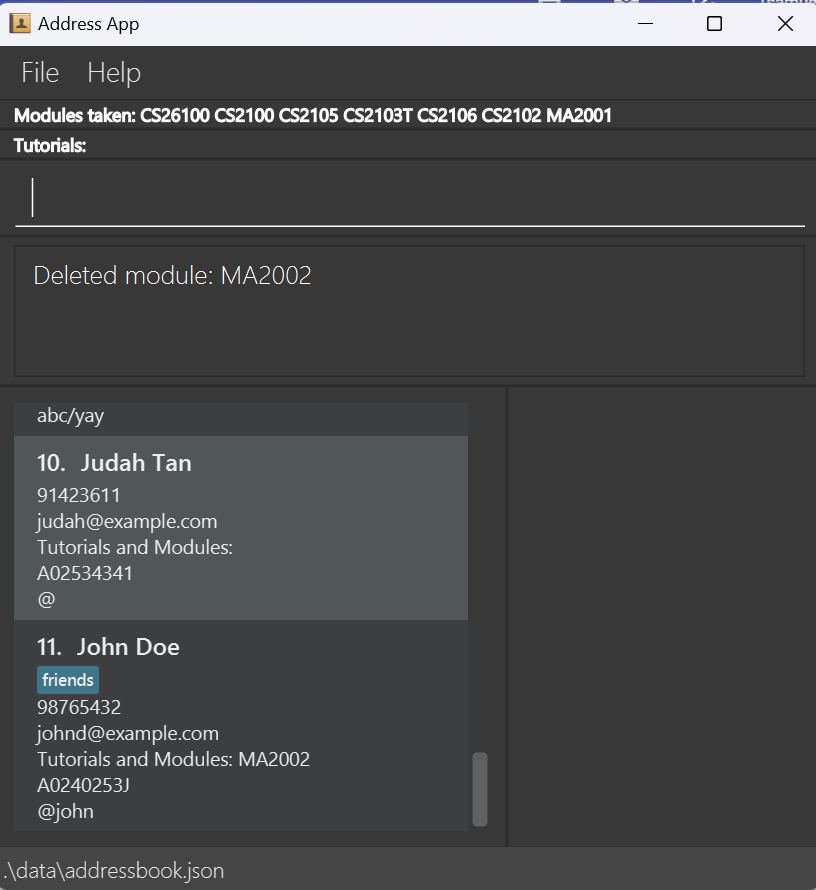 Address App
File Help
Modules taken: CS26100 CS2100 CS2105 CS2103T CS2106 CS2102 MA2001
Tutorials:
Deleted module: MA2002
abc/yay
10. Judah Tan
91423611
judah@example.com
Tutorials and Modules:
A02534341
@
11. John Doe
friends
98765432
johnd@example.com
Tutorials and Modules: MA2002
A0240253J
@john
.\data\addressbook.json